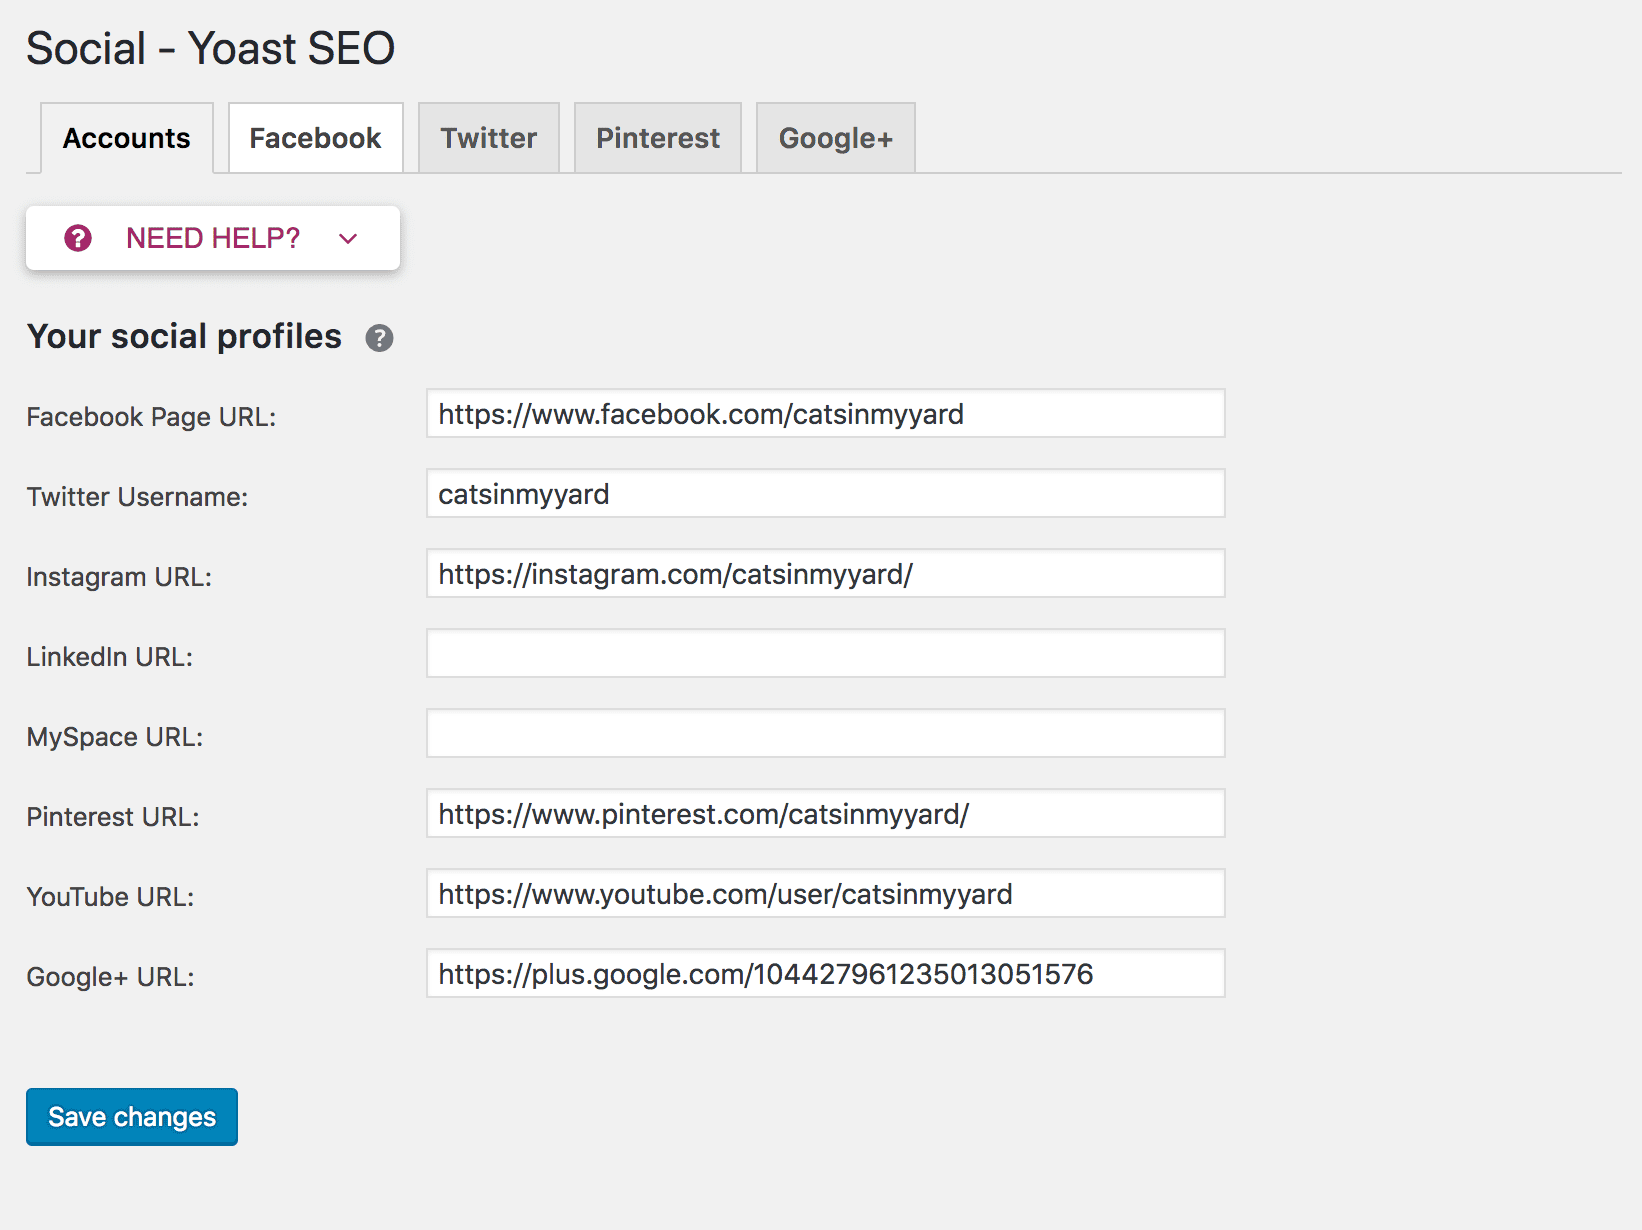 Social - Yoast SEO
Accounts Facebook Twitter Pinterest Google+
? NEED HELP?
Your social profiles ?
Facebook Page URL: https://www.facebook.com/catsinmyyard
Twitter Username: catsinmyyard
Instagram URL: https://instagram.com/catsinmyyard/
LinkedIn URL:
MySpace URL:
Pinterest URL: https://www.pinterest.com/catsinmyyard/
YouTube URL: https://www.youtube.com/user/catsinmyyard
Google+ URL: https://plus.google.com/104427961235013051576
Save changes